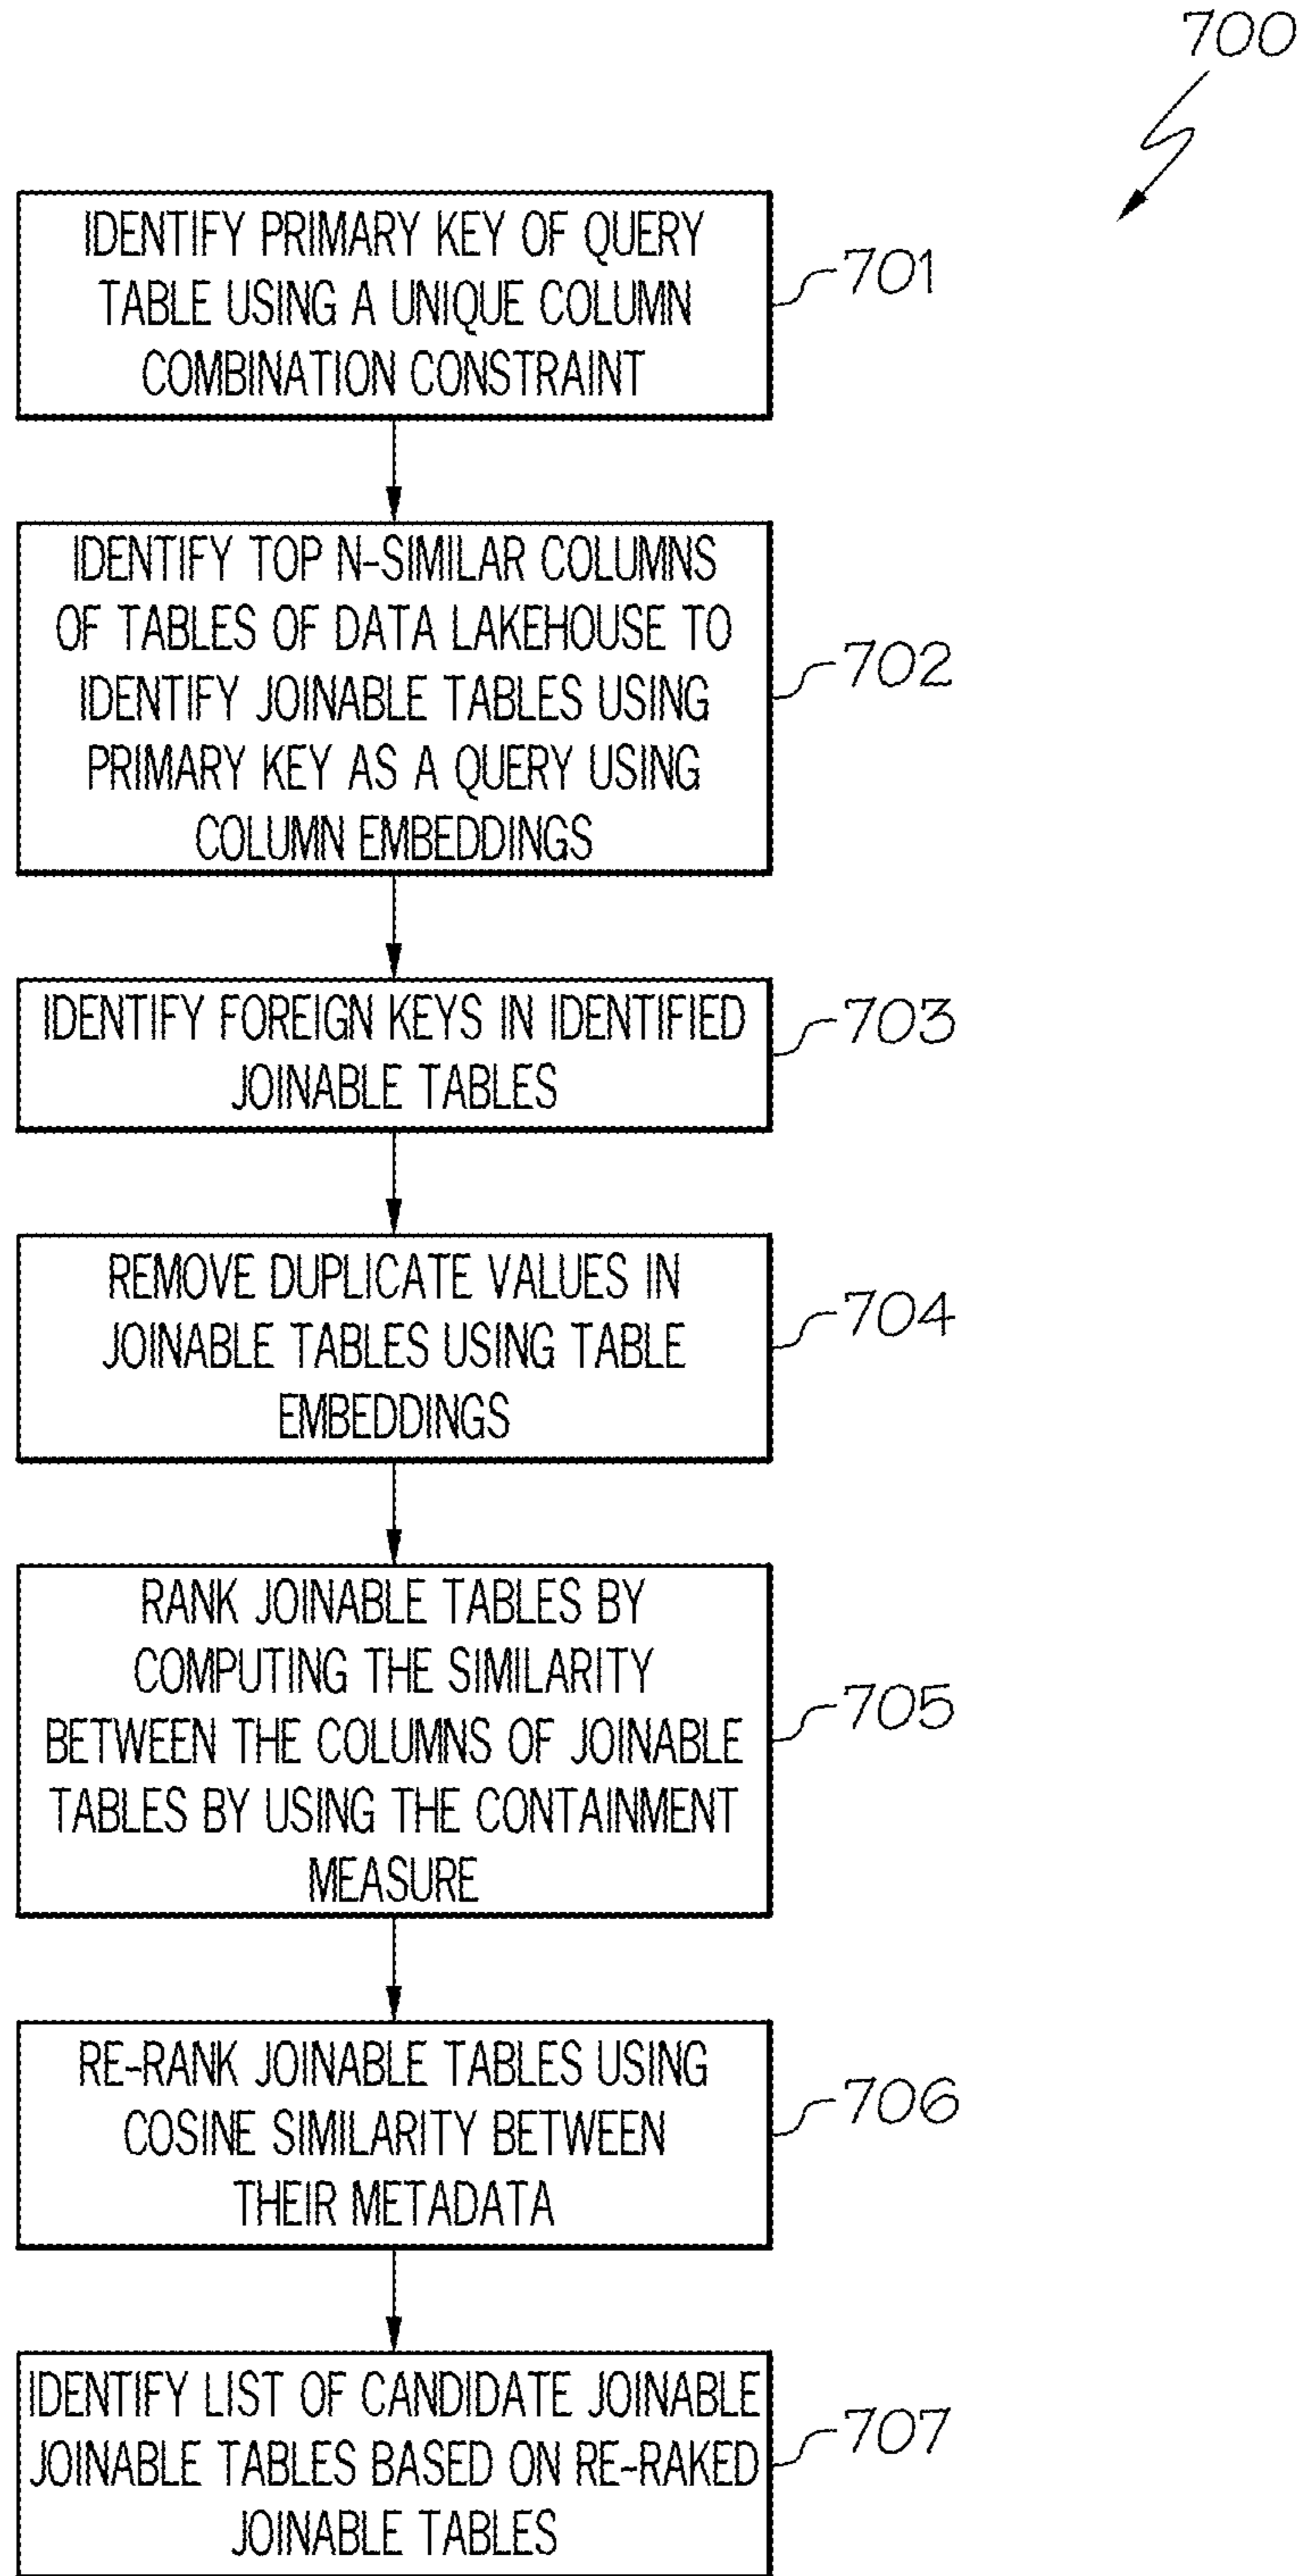 700
IDENTIFY PRIMARY KEY OF QUERY
TABLE USING A UNIQUE COLUMN
COMBINATION CONSTRAINT
701
IDENTIFY TOP N-SIMILAR COLUMNS
OF TABLES OF DATA LAKEHOUSE TO
IDENTIFY JOINABLE TABLES USING
PRIMARY KEY AS A QUERY USING
COLUMN EMBEDDINGS
702
IDENTIFY FOREIGN KEYS IN IDENTIFIED
JOINABLE TABLES
703
REMOVE DUPLICATE VALUES IN
JOINABLE TABLES USING TABLE
EMBEDDINGS
704
RANK JOINABLE TABLES BY
COMPUTING THE SIMILARITY
BETWEEN THE COLUMNS OF JOINABLE
TABLES BY USING THE CONTAINMENT
MEASURE
705
RE-RANK JOINABLE TABLES USING
COSINE SIMILARITY BETWEEN
THEIR METADATA
706
IDENTIFY LIST OF CANDIDATE JOINABLE
JOINABLE TABLES BASED ON RE-RAKED
JOINABLE TABLES
707